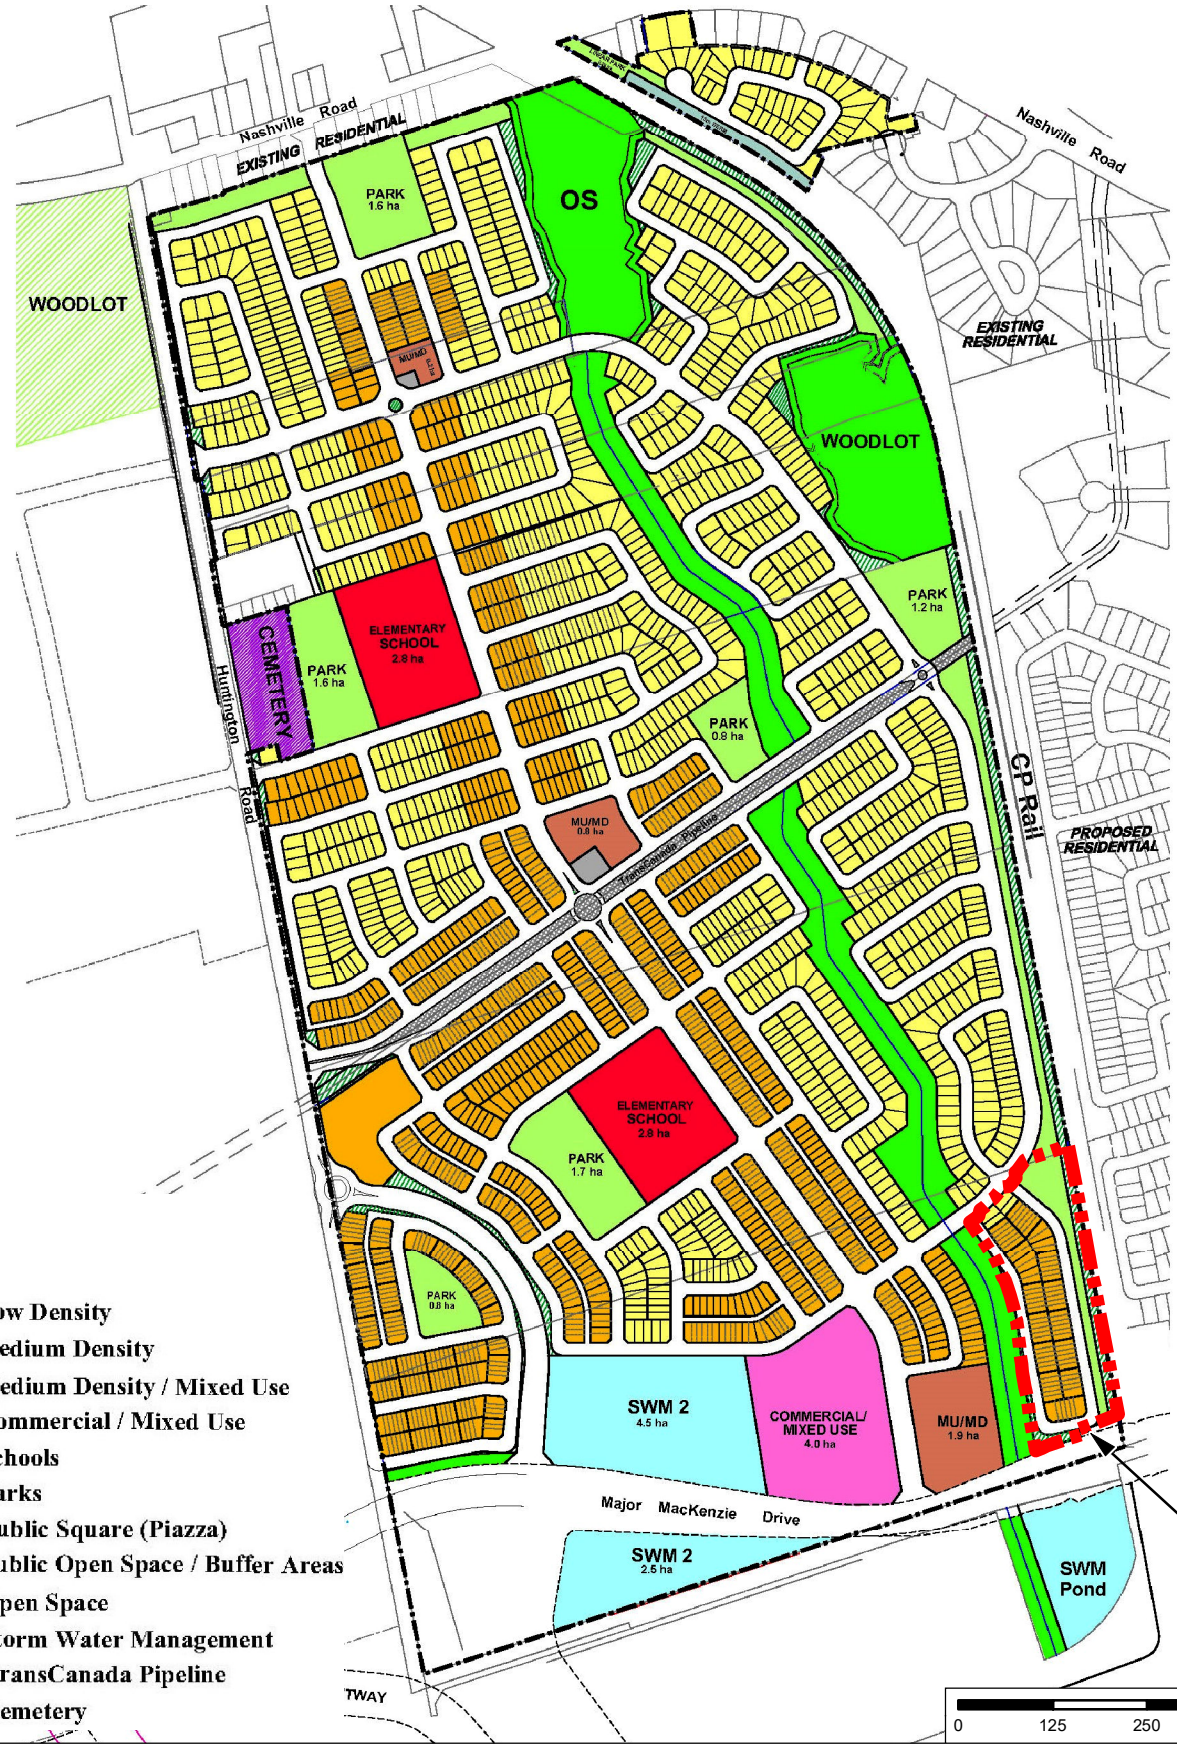 Nashville Road
EXISTING RESIDENTIAL
LINEAR PARK
Nashville Road
PARK
1.6 ha
OS
WOODLOT
EXISTING
RESIDENTIAL
MU/MD
WOODLOT
PARK
1.2 ha
CEMETERY
PARK
1.6 ha
ELEMENTARY
SCHOOL
2.8 ha
Huntington
Road
PARK
0.8 ha
CP Rail
MU/MD
0.8 ha
TransCanada Pipeline
PROPOSED
RESIDENTIAL
ELEMENTARY
SCHOOL
2.8 ha
PARK
1.7 ha
PARK
0.8 ha
SWM 2
4.5 ha
COMMERCIAL/
MIXED USE
4.0 ha
MU/MD
1.9 ha
Major MacKenzie Drive
SWM 2
2.5 ha
SWM
Pond
ow Density
edium Density
edium Density / Mixed Use
ommercial / Mixed Use
chools
arks
ublic Square (Piazza)
ublic Open Space / Buffer Areas
pen Space
torm Water Management
ransCanada Pipeline
emetery
TWAY
0 125 250